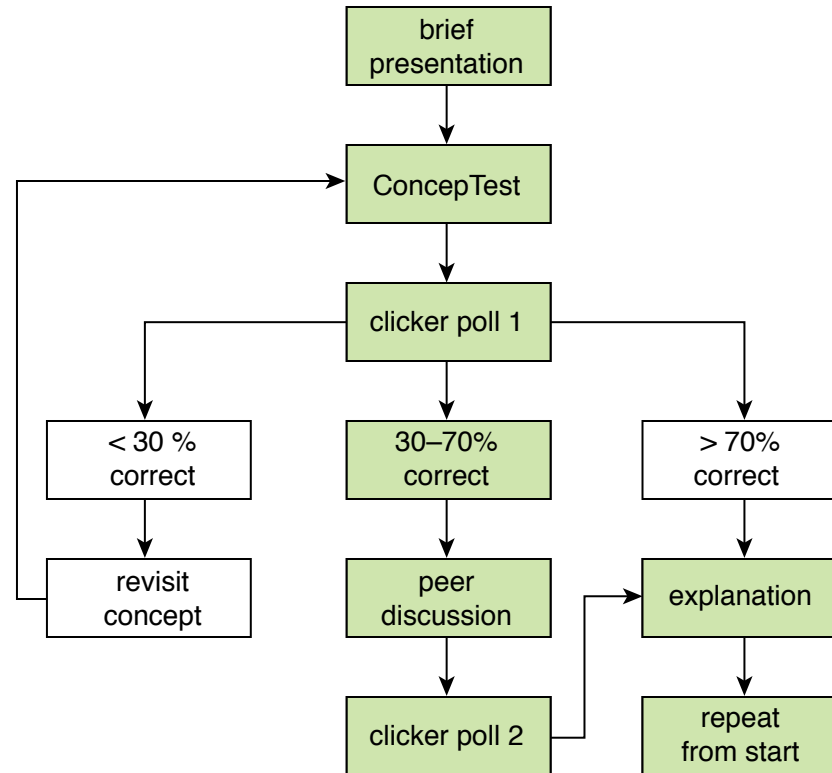 brief
presentation
ConcepTest
clicker poll 1
< 30 %
correct
30–70%
correct
> 70%
correct
revisit
concept
peer
discussion
explanation
clicker poll 2
repeat
from start